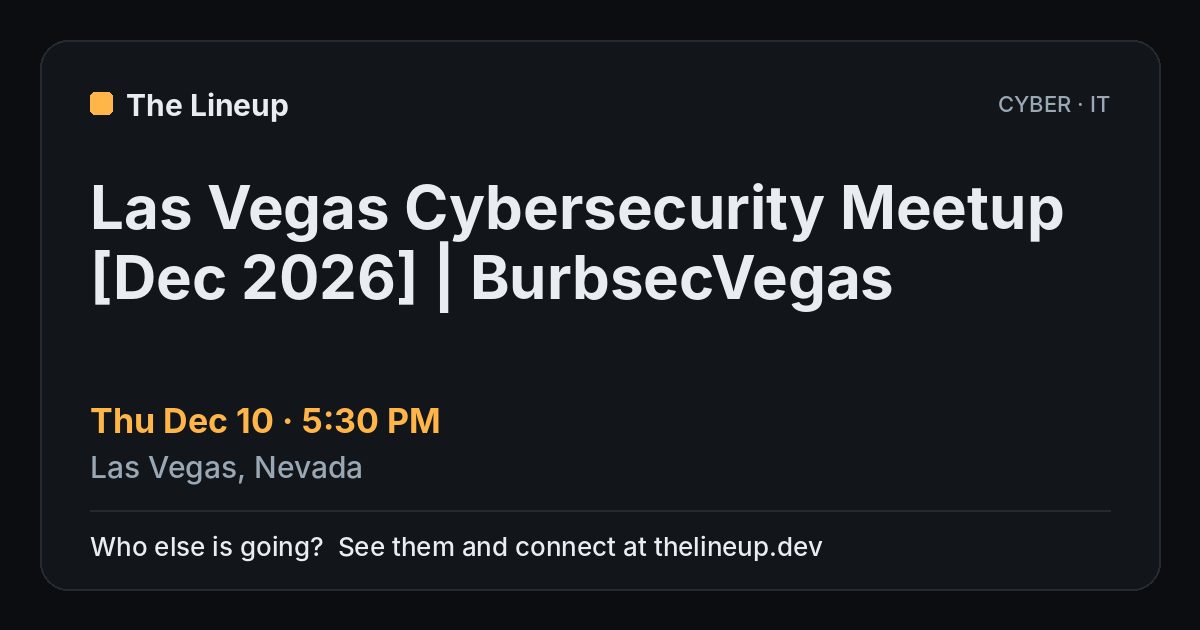 The Lineup
CYBER · IT
Las Vegas Cybersecurity Meetup
[Dec 2026] | BurbsecVegas
Thu Dec 10 · 5:30 PM
Las Vegas, Nevada
Who else is going?  See them and connect at thelineup.dev